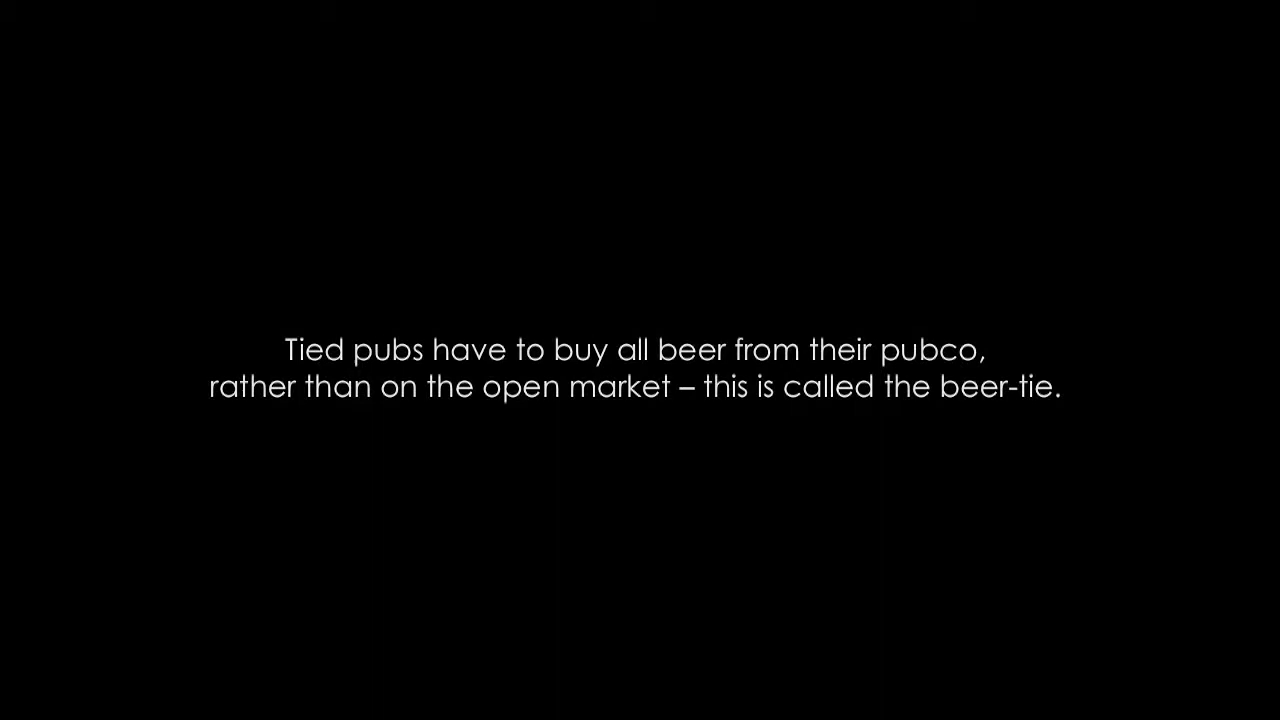 Tied pubs have to buy all beer from their pubco,
rather than on the open market – this is called the beer-tie.